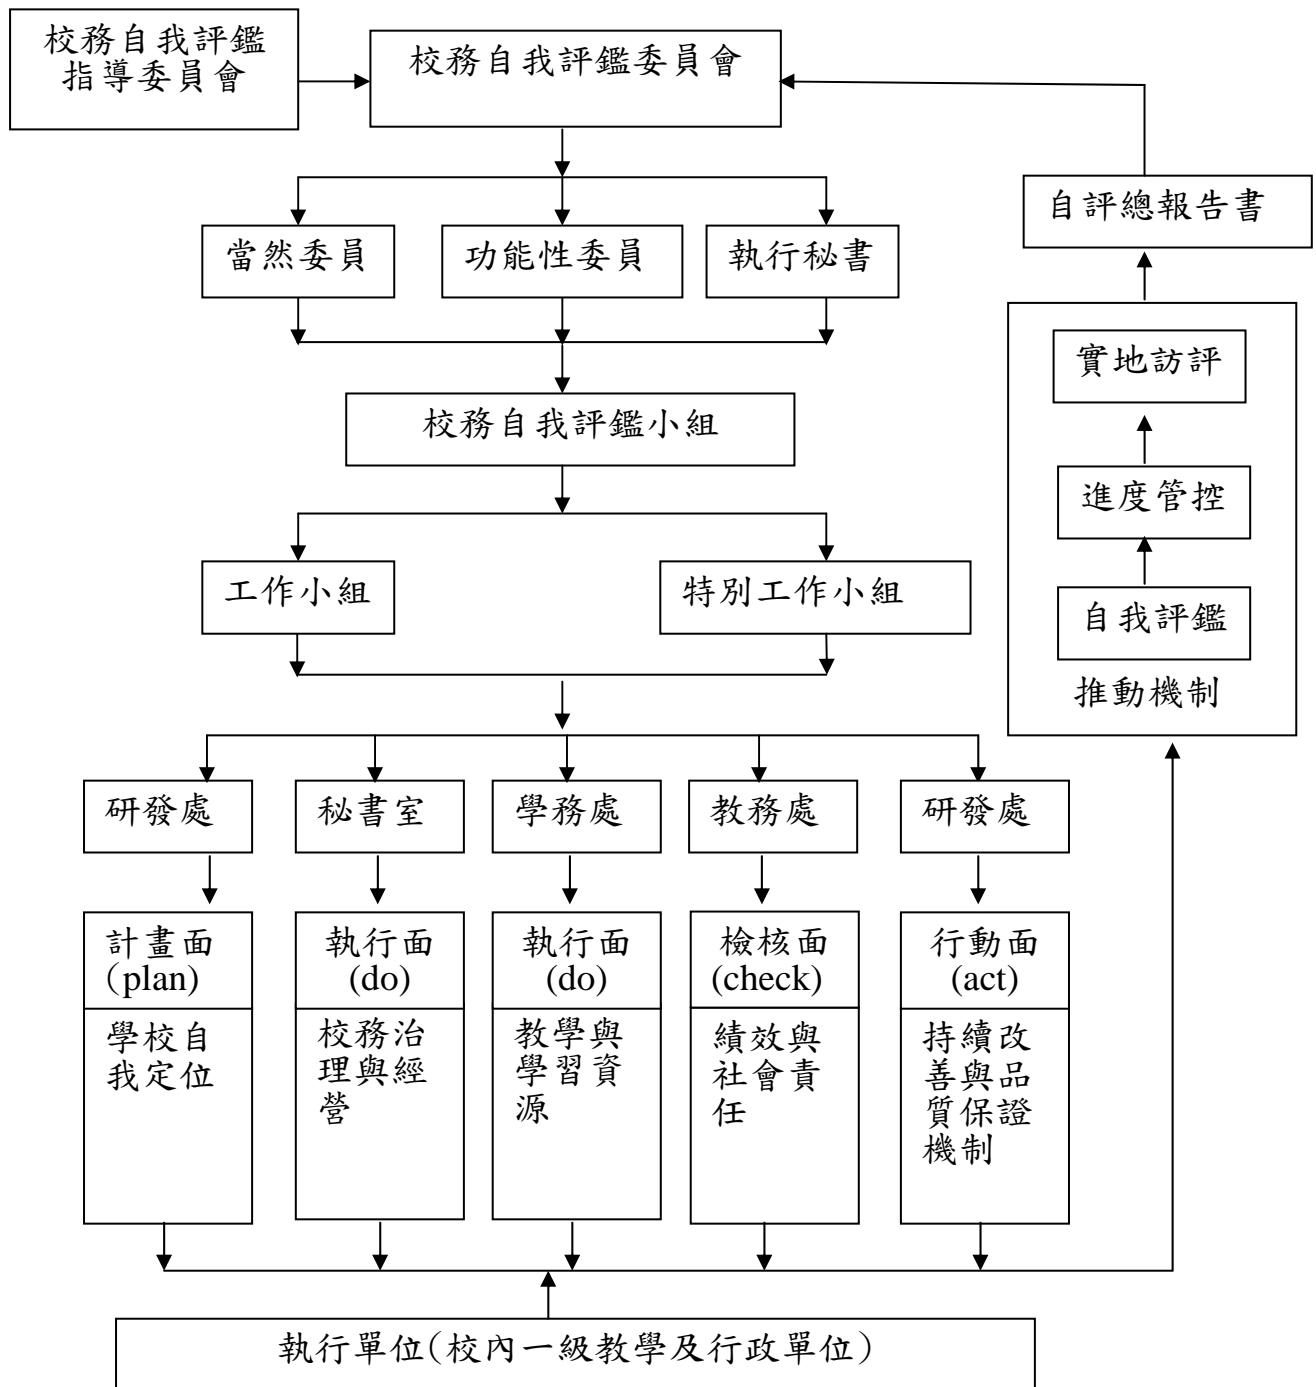 校務自我評鑑
指導委員會
校務自我評鑑委員會
自評總報告書
當然委員
功能性委員
執行秘書
實地訪評
校務自我評鑑小組
進度管控
工作小組
特別工作小組
自我評鑑
推動機制
研發處
秘書室
學務處
教務處
研發處
計畫面
(plan)
執行面
(do)
執行面
(do)
檢核面
(check)
行動面
(act)
學校自
我定位
校務治
理與經
營
教學與
學習資
源
績效與
社會責
任
持續改
善與品
質保證
機制
執行單位(校內一級教學及行政單位)